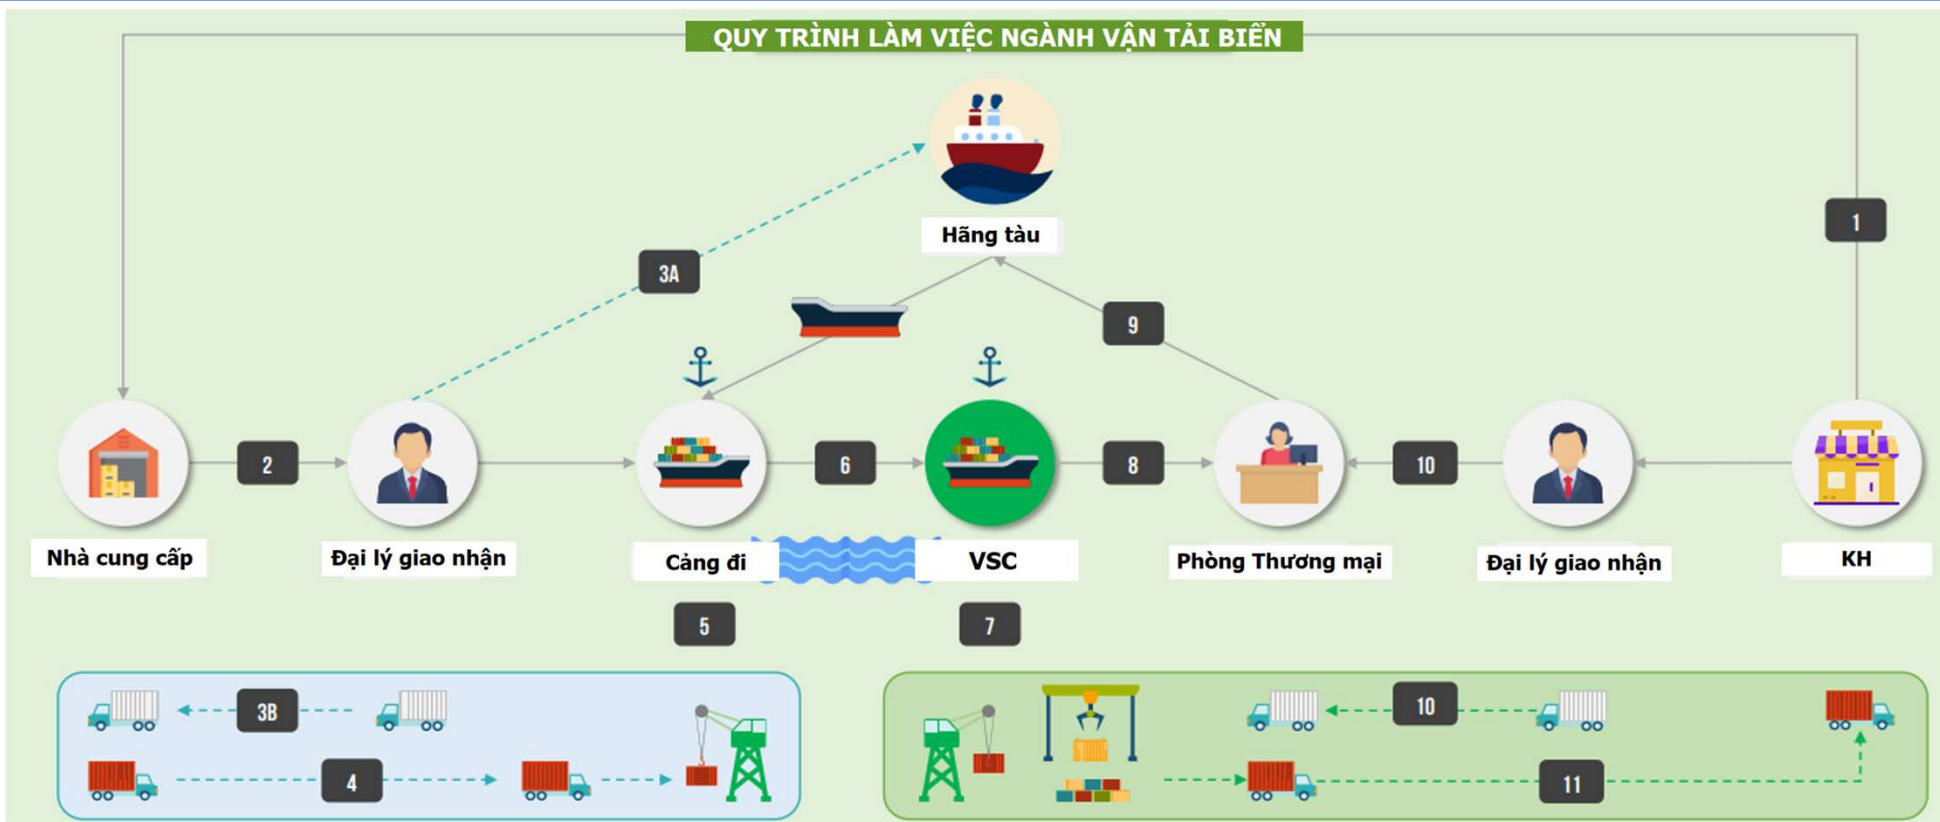 QUY TRÌNH LÀM VIỆC NGÀNH VẬN TẢI BIỂN
1
Hãng tàu
3A
9
2
6
8
10
Nhà cung cấp
Đại lý giao nhận
Cảng đi
VSC
Phòng Thương mại
Đại lý giao nhận
KH
5
7
3B
10
4
11